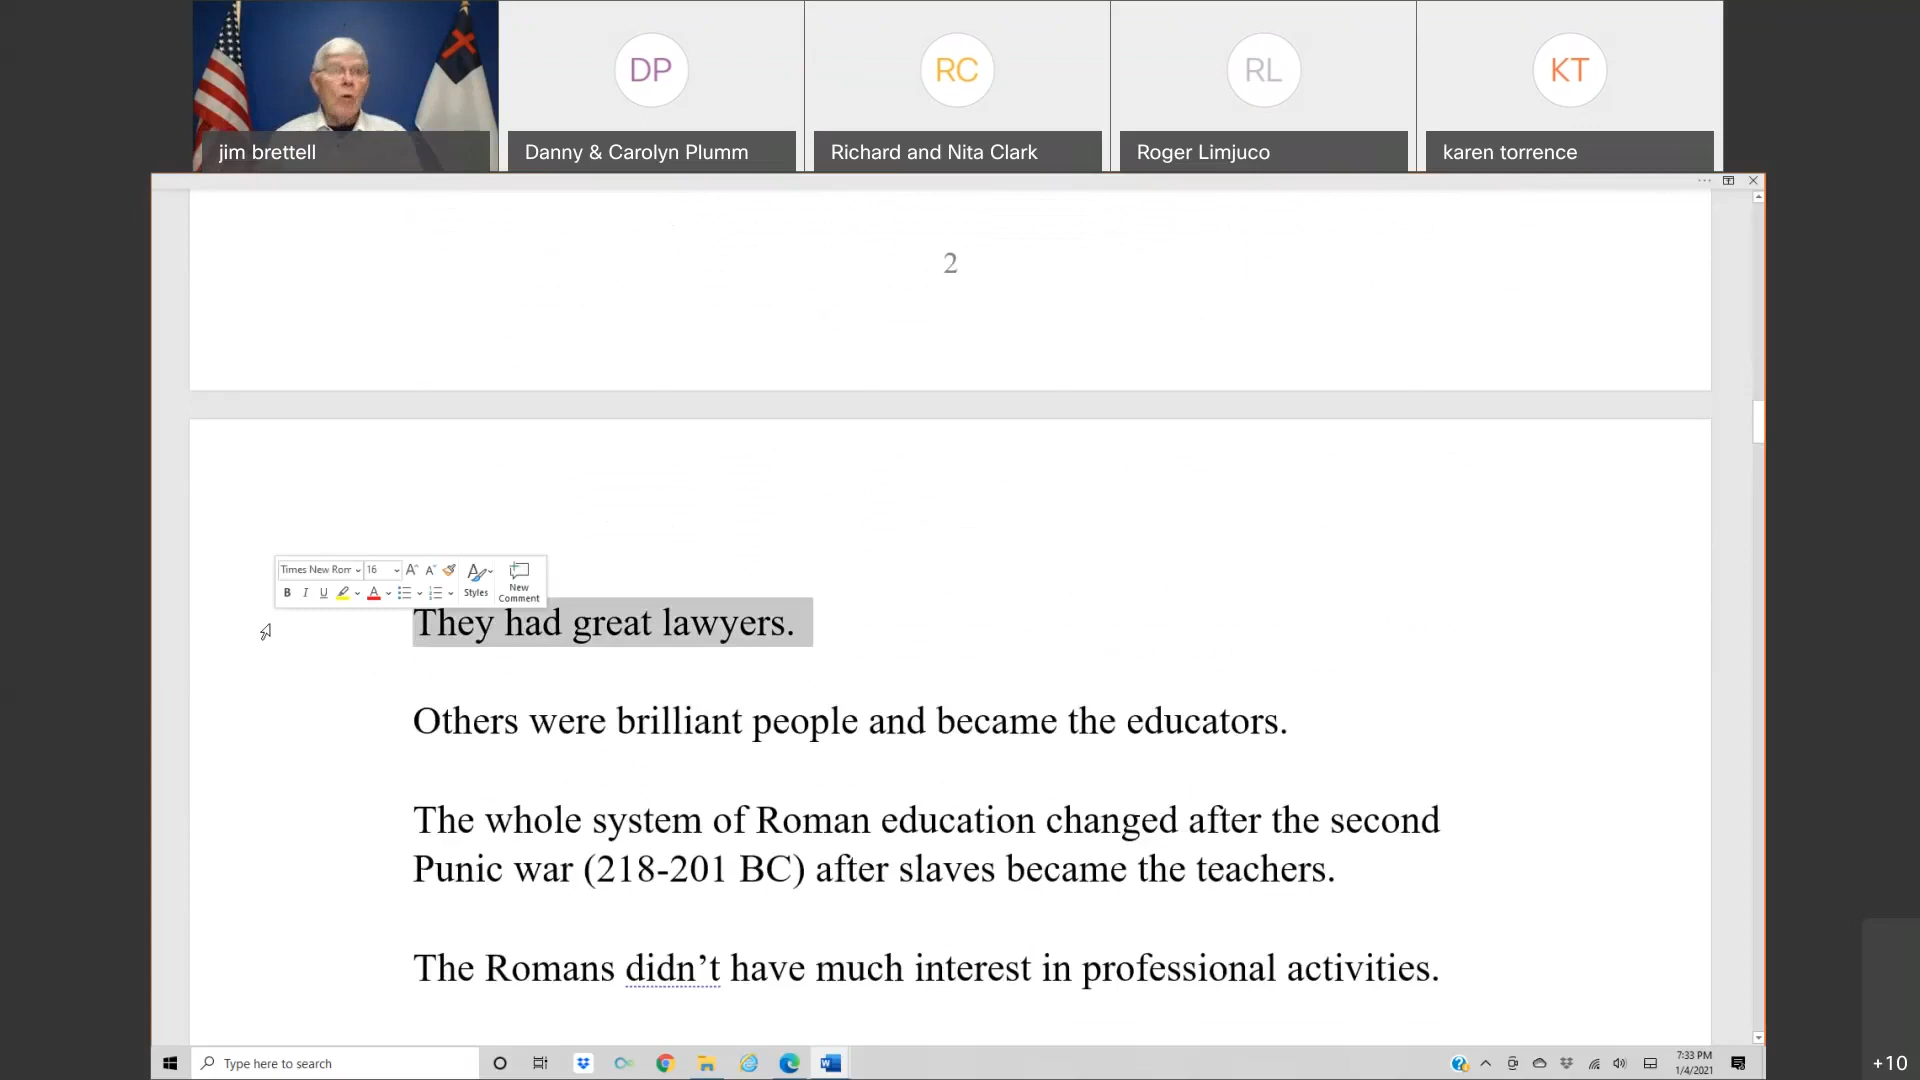 DP
RC
RL
KT
jim brettell
Danny & Carolyn Plumm
Richard and Nita Clark
Roger Limjuco
karen torrence
2
Times New Rom
16
B I U
Styles
New
Comment
They had great lawyers.
Others were brilliant people and became the educators.
The whole system of Roman education changed after the second
Punic war (218-201 BC) after slaves became the teachers.
The Romans didn’t have much interest in professional activities.
Type here to search
7:33 PM
1/4/2021
+10